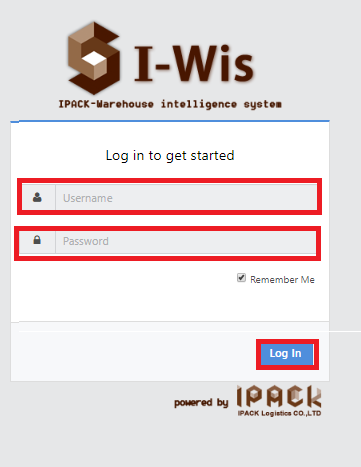 I-Wis
IPACK-Warehouse intelligence system
Log in to get started
Username
Password
Remember Me
Log In
powered by IPACK
IPACK Logistics CO.,LTD